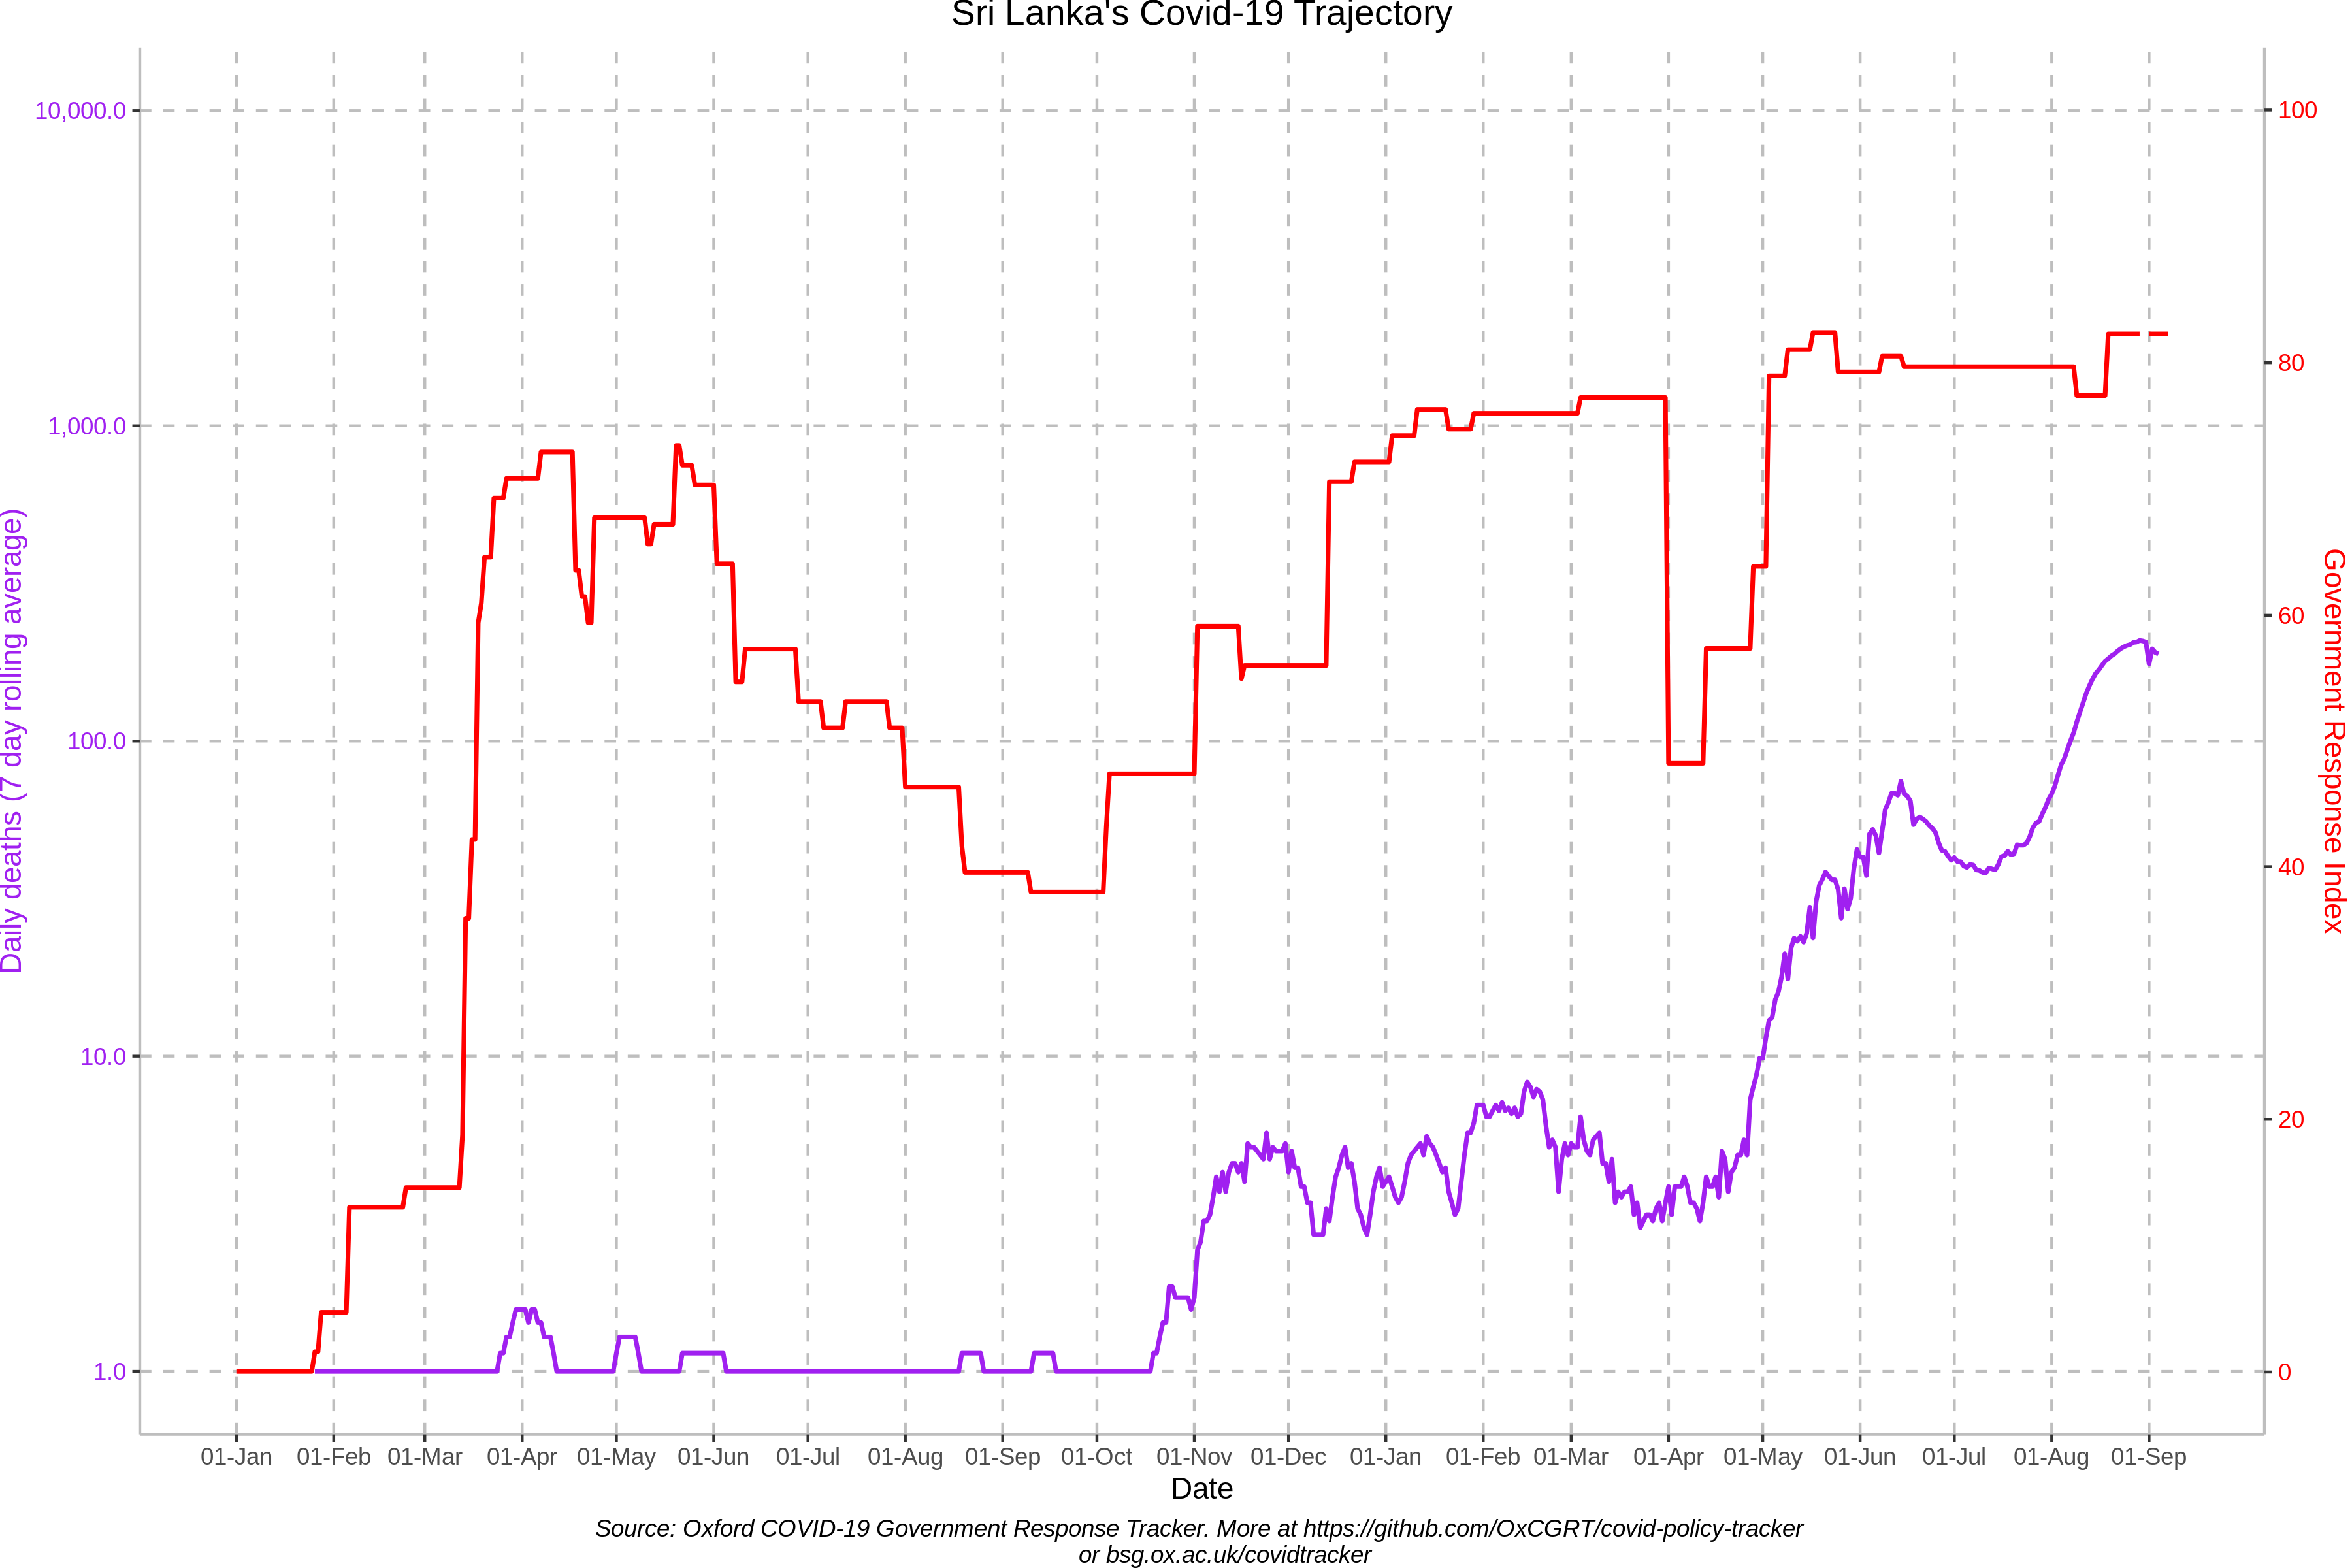 Sri Lanka's Covid-19 Trajectory
10,000.0
1,000.0
100.0
10.0
1.0
Daily deaths (7 day rolling average)
100
80
60
40
20
0
Government Response Index
01-Jan 01-Feb 01-Mar 01-Apr 01-May 01-Jun 01-Jul 01-Aug 01-Sep 01-Oct 01-Nov 01-Dec 01-Jan 01-Feb 01-Mar 01-Apr 01-May 01-Jun 01-Jul 01-Aug 01-Sep
Date
Source: Oxford COVID-19 Government Response Tracker. More at https://github.com/OxCGRT/covid-policy-tracker
or bsg.ox.ac.uk/covidtracker